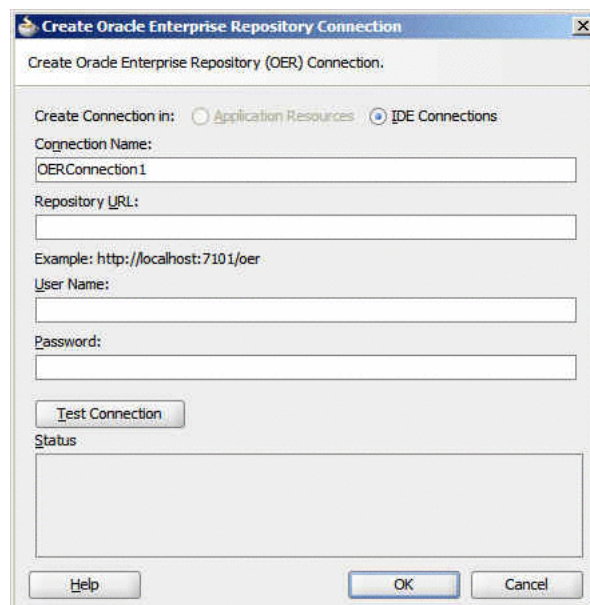 Create Oracle Enterprise Repository Connection
Create Oracle Enterprise Repository (OER) Connection.
Create Connection in: Application Resources IDE Connections
Connection Name:
OERConnection1
Repository URL:
Example: http://localhost:7101/oer
User Name:
Password:
Test Connection
Status
Help OK Cancel